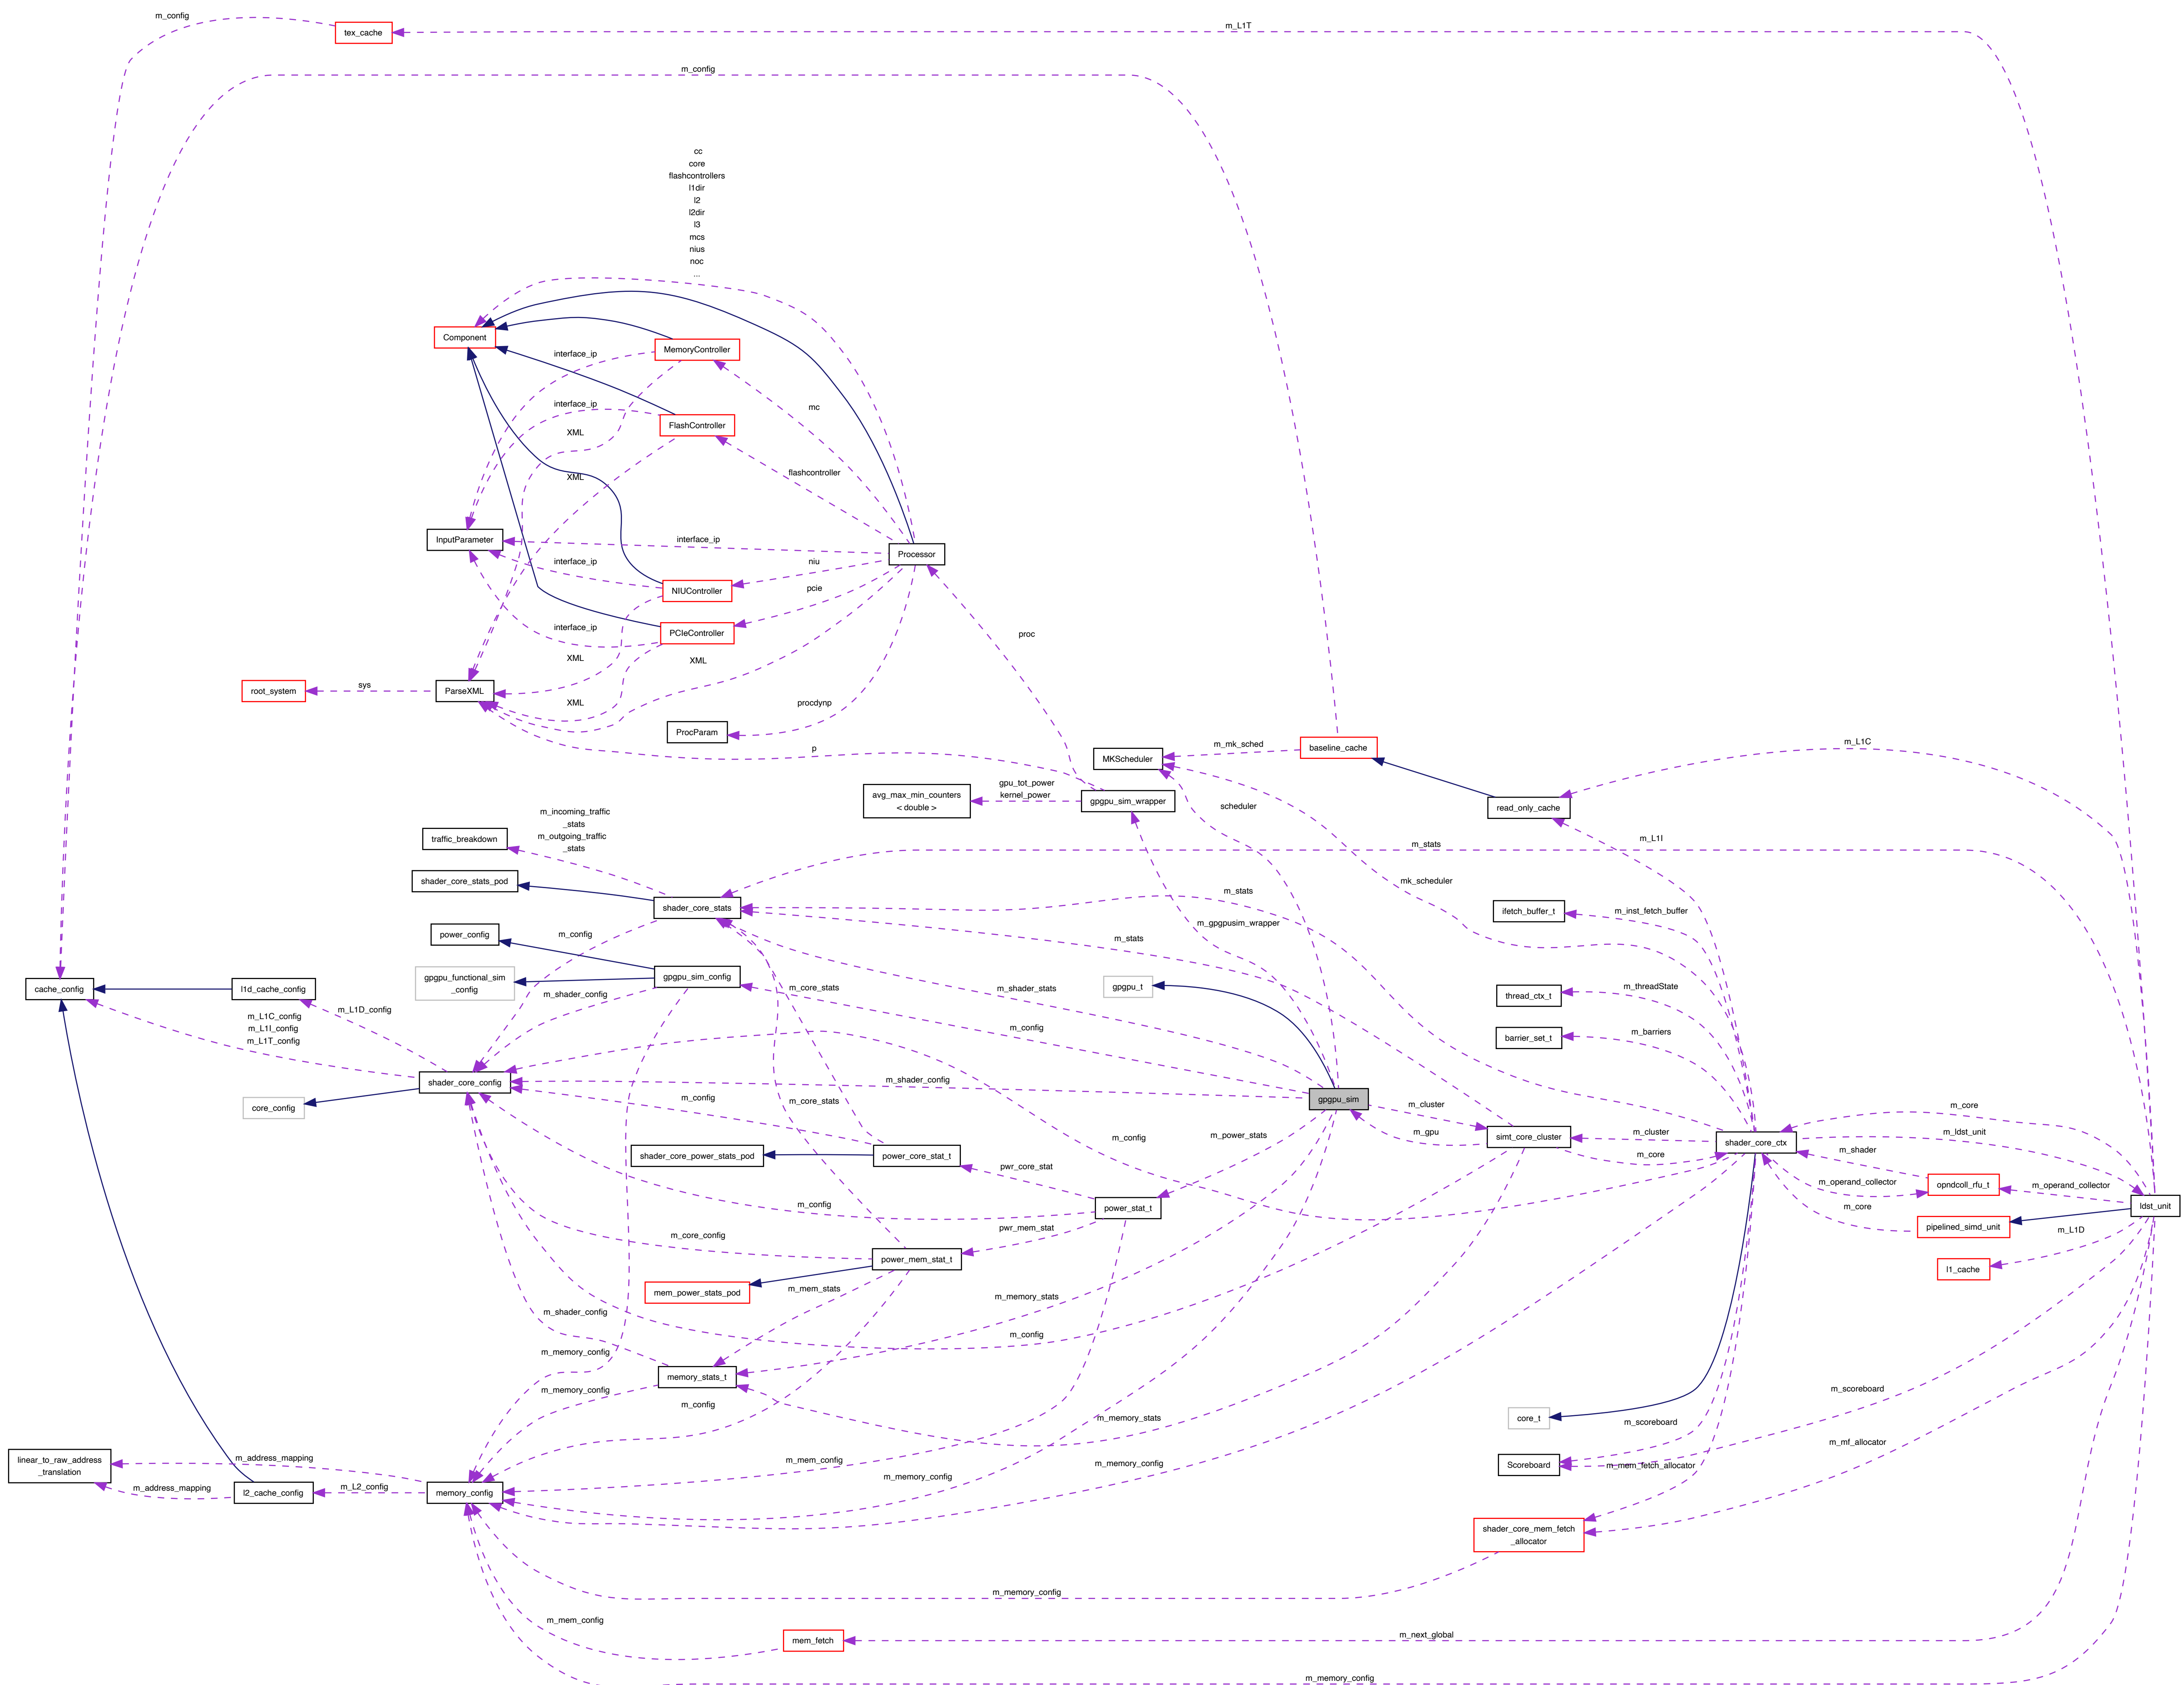 m_config
tex_cache
m_L1T
m_config
cc
core
flashcontrollers
l1dir
l2
l2dir
l3
mcs
nius
noc
...
Component
MemoryController
interface_ip
mc
interface_ip
FlashController
XML
XML
flashcontroller
InputParameter
interface_ip
Processor
interface_ip
niu
NIUController
pcie
interface_ip
PCIeController
proc
XML
XML
root_system
sys
ParseXML
XML
procdynp
ProcParam
p
m_mk_sched
baseline_cache
m_L1C
MKScheduler
gpu_tot_power
kernel_power
avg_max_min_counters
< double >
gpgpu_sim_wrapper
scheduler
read_only_cache
m_incoming_traffic
_stats
m_outgoing_traffic
_stats
traffic_breakdown
m_L1I
m_stats
shader_core_stats_pod
mk_scheduler
m_stats
shader_core_stats
ifetch_buffer_t
m_inst_fetch_buffer
m_gpgpusim_wrapper
power_config
m_config
m_stats
gpgpu_functional_sim
_config
gpgpu_sim_config
cache_config
l1d_cache_config
m_core_stats
m_shader_stats
gpgpu_t
thread_ctx_t
m_threadState
m_shader_config
m_L1D_config
m_L1C_config
m_L1I_config
m_L1T_config
m_config
barrier_set_t
m_barriers
shader_core_config
m_shader_config
gpgpu_sim
core_config
m_config
m_core_stats
m_cluster
m_core
m_power_stats
m_gpu
simt_core_cluster
m_cluster
shader_core_ctx
m_ldst_unit
m_config
shader_core_power_stats_pod
power_core_stat_t
m_core
m_shader
pwr_core_stat
m_operand_collector
opndcoll_rfu_t
m_operand_collector
m_config
power_stat_t
m_core
ldst_unit
m_core_config
pwr_mem_stat
pipelined_simd_unit
m_L1D
power_mem_stat_t
mem_power_stats_pod
m_mem_stats
m_memory_stats
l1_cache
m_shader_config
m_config
m_memory_config
memory_stats_t
m_memory_config
m_config
m_scoreboard
m_memory_stats
core_t
m_scoreboard
linear_to_raw_address
_translation
m_address_mapping
m_mem_config
m_memory_config
m_memory_config
m_mf_allocator
Scoreboard
m_mem_fetch_allocator
m_address_mapping
l2_cache_config
m_L2_config
memory_config
shader_core_mem_fetch
_allocator
m_memory_config
m_mem_config
mem_fetch
m_next_global
m_memory_config